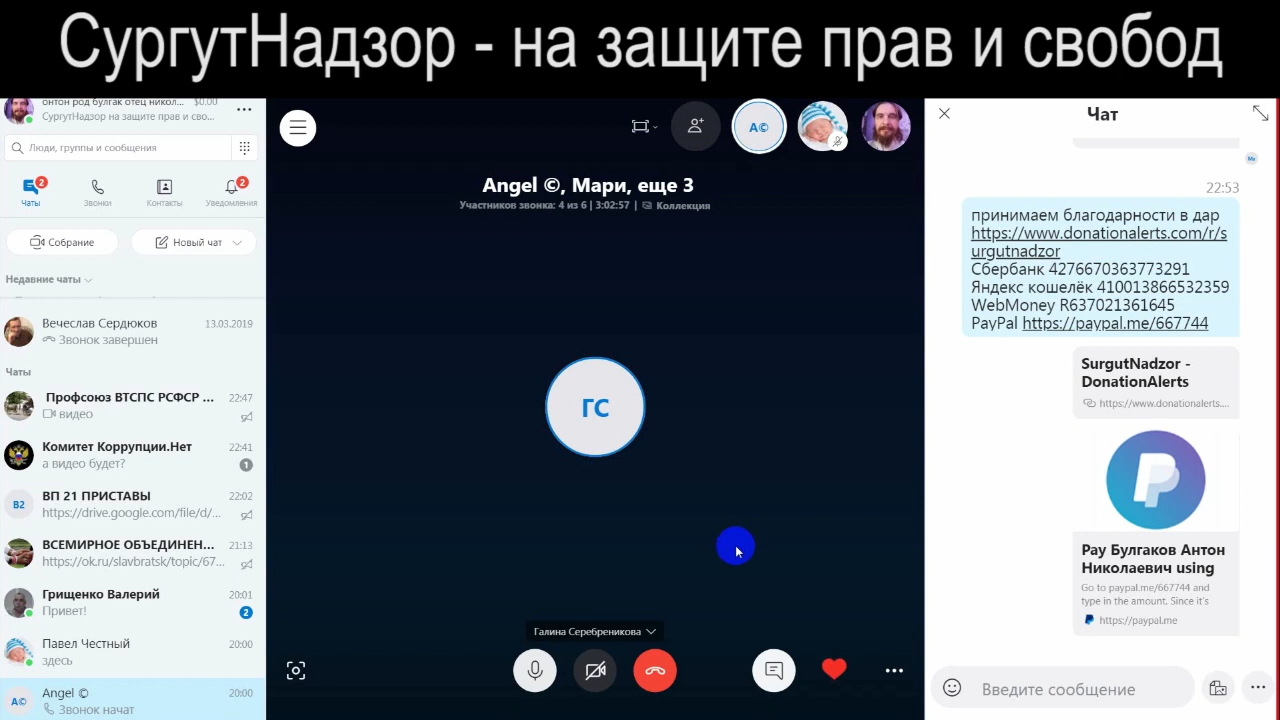 СургутНадзор - на защите прав и свобод
онтон род булгак отец никол... $0.00
СургутНадзор на защите прав и сво...
Люди, группы и сообщения
2
2
Чаты
Звонки
Контакты
Уведомления
Собрание
Новый чат
Недавние чаты
Вечеслав Сердюков 13.03.2019
Звонок завершен
Чаты
Профсоюз ВТСПС РСФСР ... 22:47
видео
Комитет Коррупции.Нет 22:41
а видео будет? 1
В2
ВП 21 ПРИСТАВЫ 22:02
https://drive.google.com/file/d/...
ВСЕМИРНОЕ ОБЪЕДИНЕН... 21:13
https://ok.ru/slavbratsk/topic/67...
Грищенко Валерий 20:01
Привет! 2
Павел Честный 20:00
здесь
A©
Angel © 20:00
Звонок начат
A©
Angel ©, Мари, еще 3
Участников звонка: 4 из 6 | 3:02:57 | Коллекция
ГС
Галина Серебреникова
Чат
22:53
принимаем благодарности в дар
https://www.donationalerts.com/r/s
urgutnadzor
Сбербанк 4276670363773291
Яндекс кошелёк 410013866532359
WebMoney R637021361645
PayPal https://paypal.me/667744
SurgutNadzor -
DonationAlerts
https://www.donationalerts....
Pay Булгаков Антон
Николаевич using
Go to paypal.me/667744 and
type in the amount. Since it's
https://paypal.me
Введите сообщение